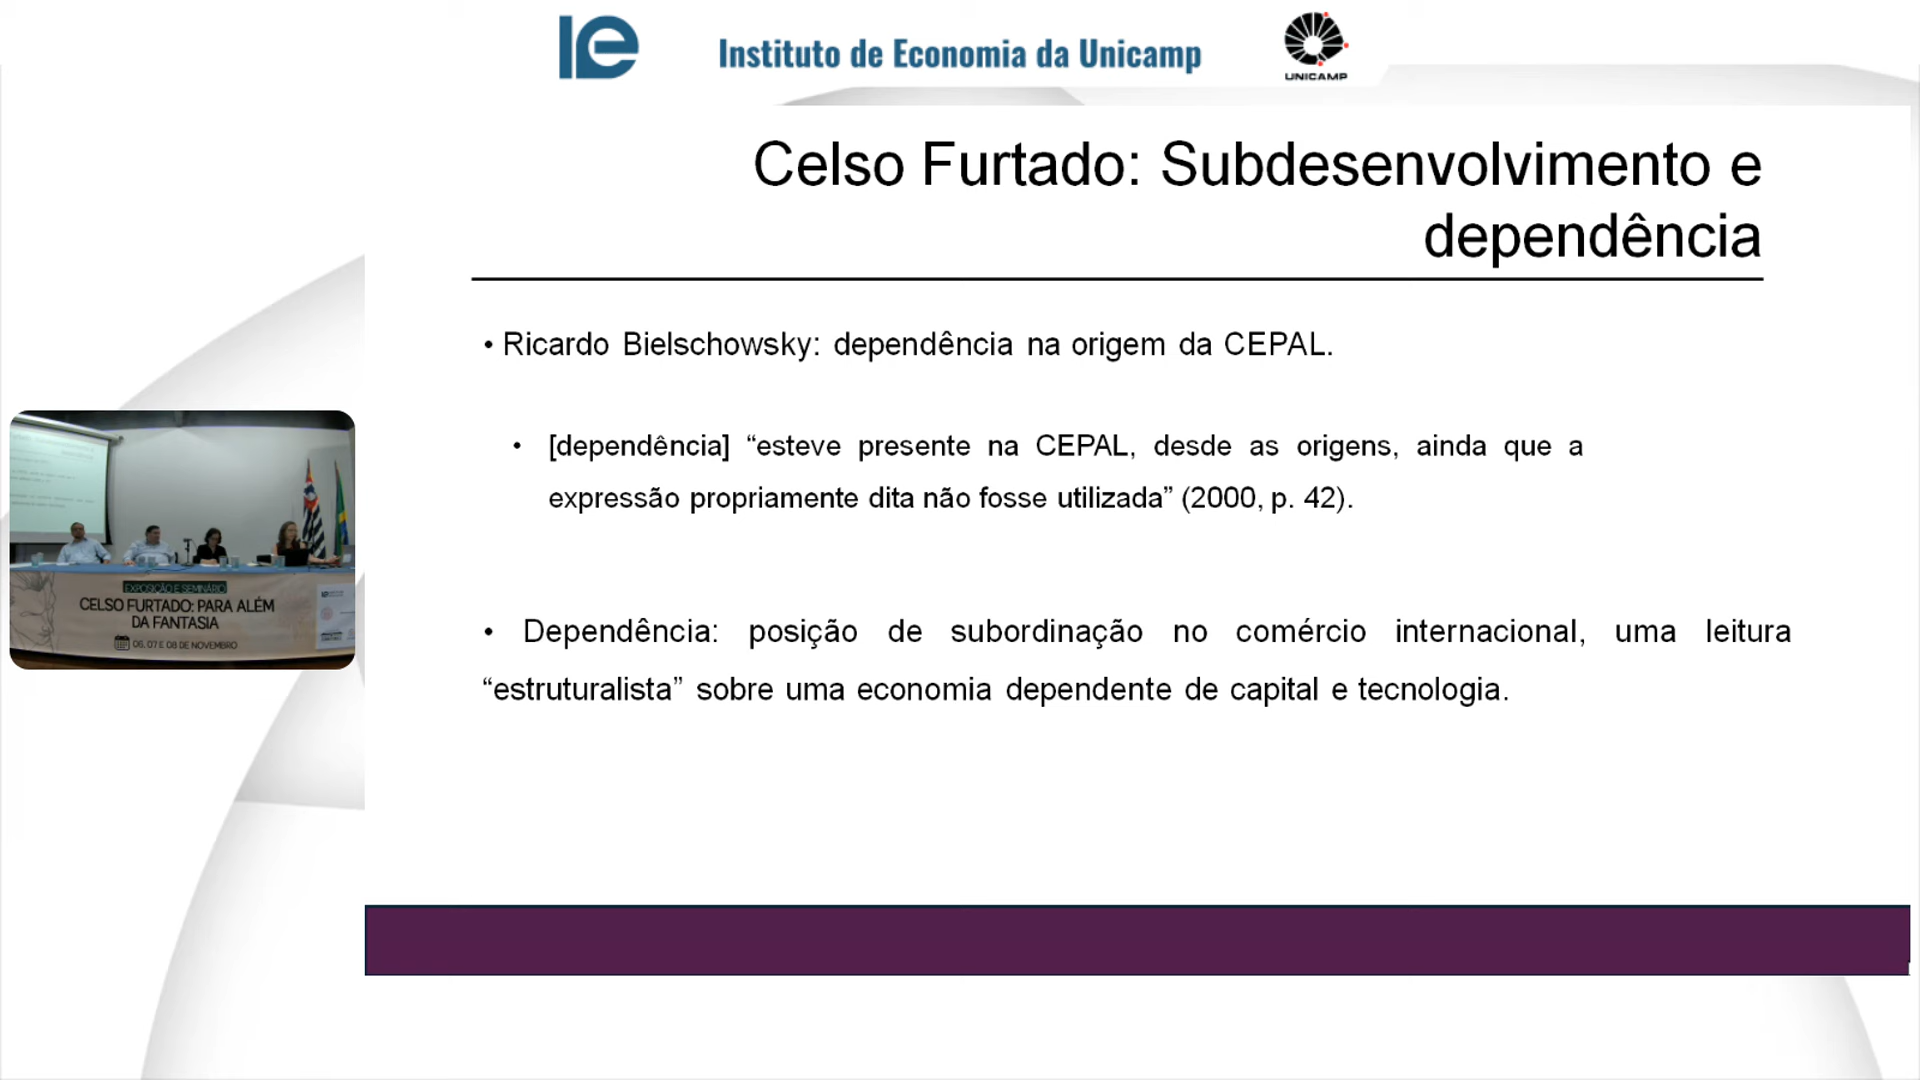 Instituto de Economia da Unicamp
UNICAMP
Celso Furtado: Subdesenvolvimento e
dependência
• Ricardo Bielschowsky: dependência na origem da CEPAL.
• [dependência] “esteve presente na CEPAL, desde as origens, ainda que a
expressão propriamente dita não fosse utilizada” (2000, p. 42).
• Dependência: posição de subordinação no comércio internacional, uma leitura
“estruturalista” sobre uma economia dependente de capital e tecnologia.
EXPOSIÇÃO E SEMINÁRIO
CELSO FURTADO: PARA ALÉM
DA FANTASIA
06, 07 E 08 DE NOVEMBRO